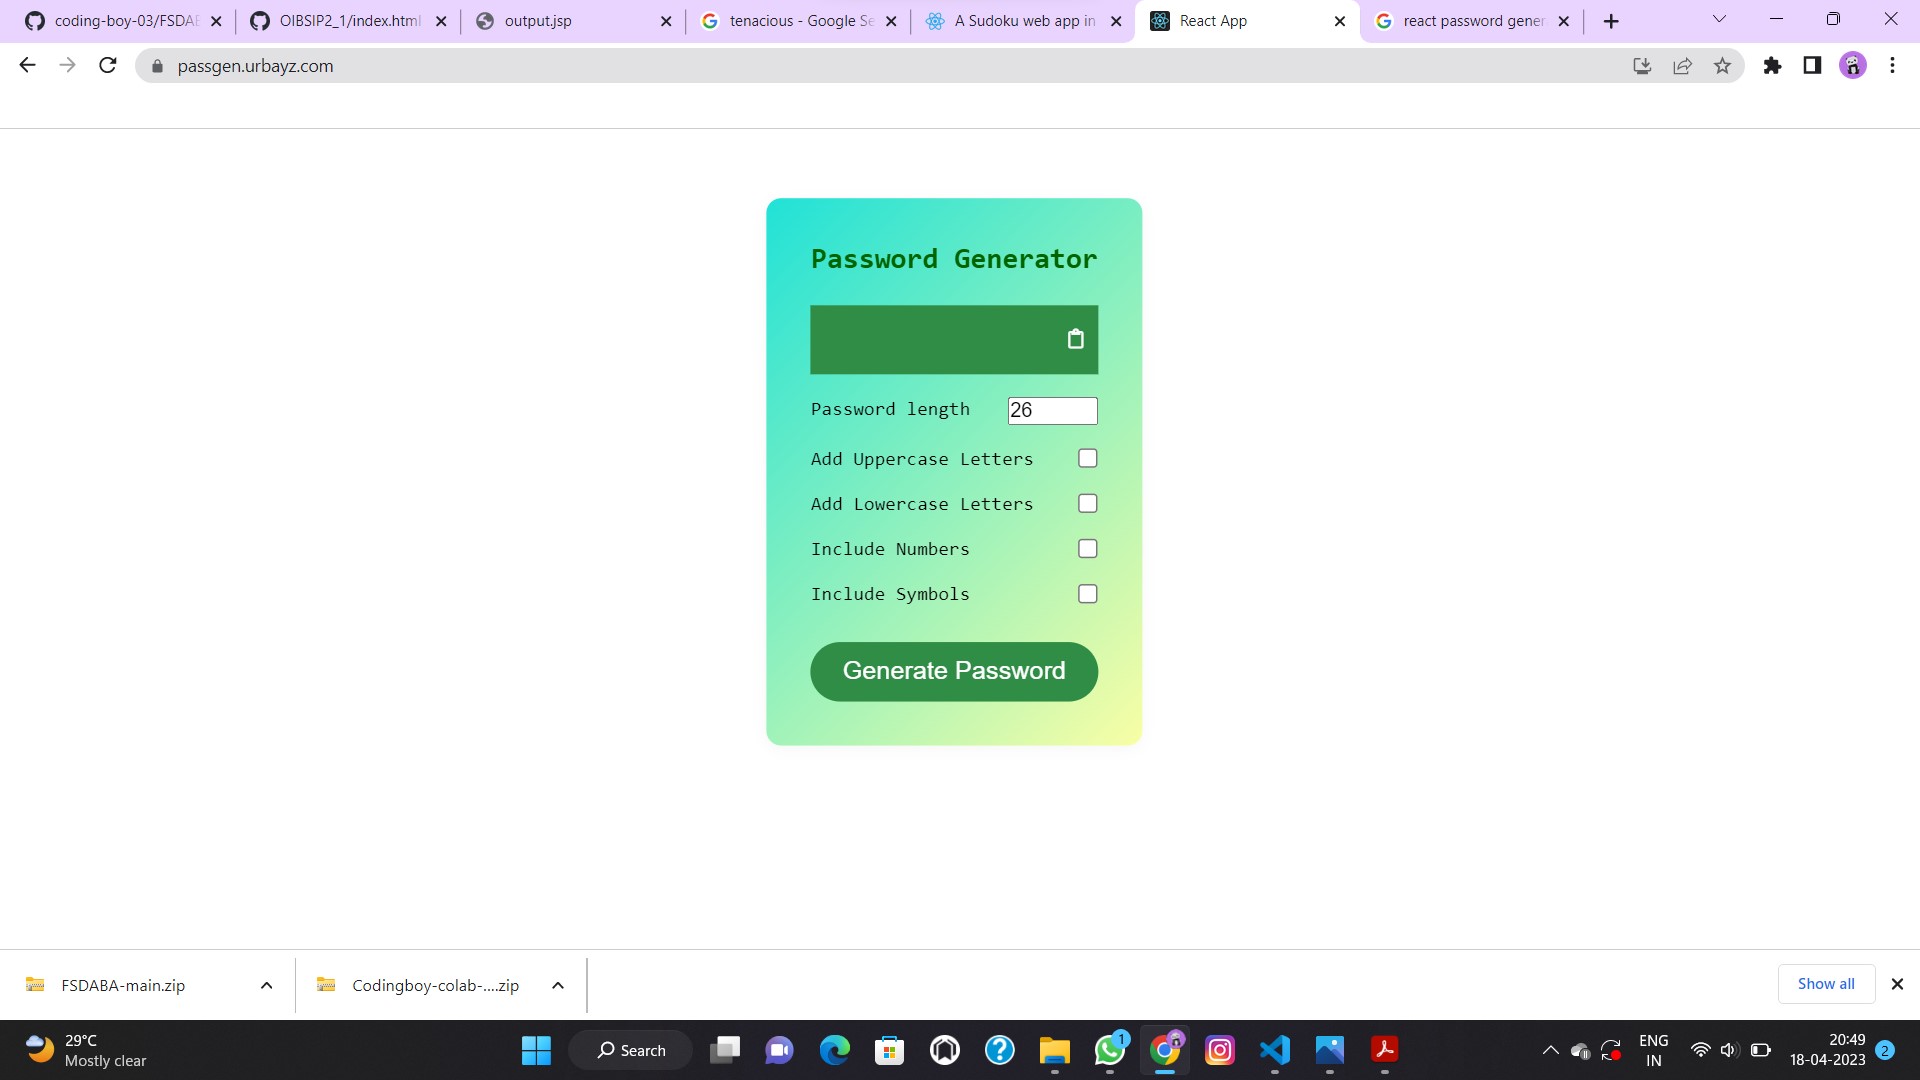 coding-boy-03/FSDAE
OIBSIP2_1/index.html
output.jsp
tenacious - Google Se
A Sudoku web app in
React App
react password gener
passgen.urbayz.com
Password Generator
Password length 26
Add Uppercase Letters
Add Lowercase Letters
Include Numbers
Include Symbols
Generate Password
FSDABA-main.zip
Codingboy-colab-....zip
Show all
29°C
Mostly clear
Search
1
ENG
IN
20:49
18-04-2023
2